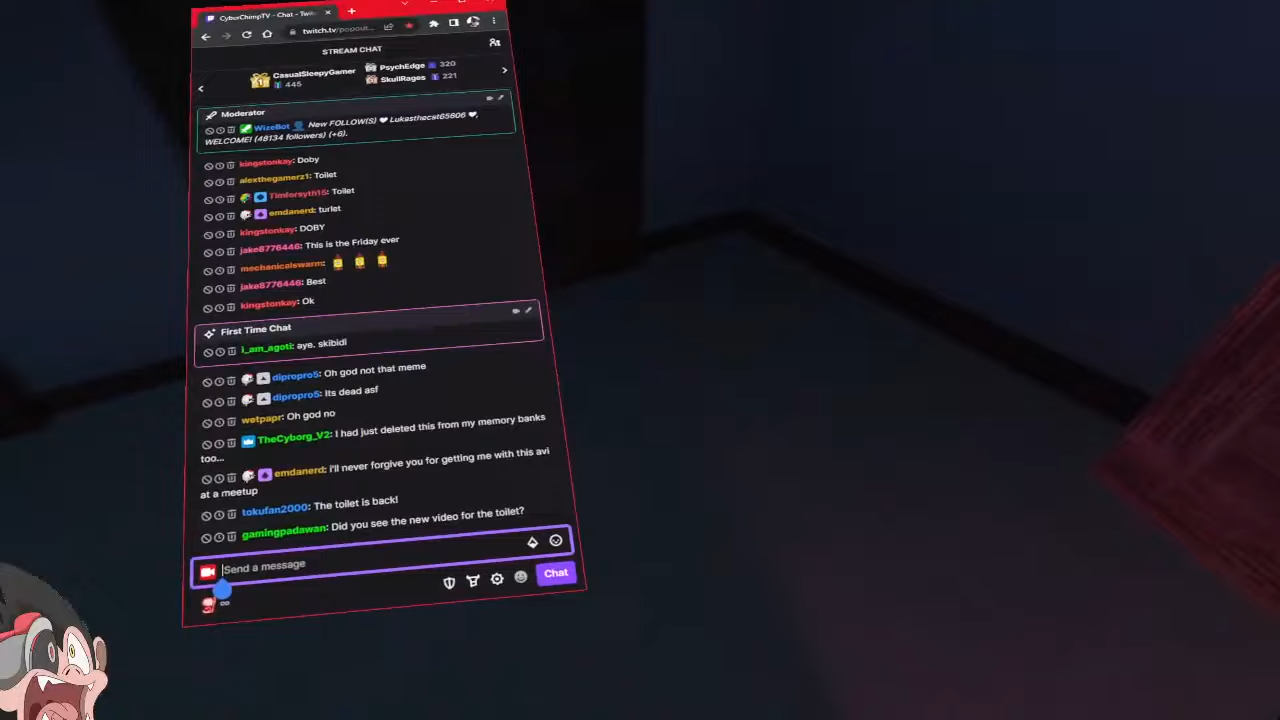 CyberChimpTV - Chat - Twi
twitch.tv/popout...
STREAM CHAT
CasualSleepyGamer
445
PsychEdge 320
SkullRages 221
Moderator
WizeBot New FOLLOW(S) ❤ Lukasthecat65606 ❤,
WELCOME! (48134 followers) (+6).
kingstonkay: Doby
alexthegamerz1: Toilet
Timforsyth15: Toilet
emdanerd: turlet
kingstonkay: DOBY
jake8776446: This is the Friday ever
mechanicalswarm:
jake8776446: Best
kingstonkay: Ok
First Time Chat
i_am_agoti: aye. skibidi
dipropro5: Oh god not that meme
dipropro5: Its dead asf
wetpapr: Oh god no
TheCyborg_V2: I had just deleted this from my memory banks
too...
emdanerd: i'll never forgive you for getting me with this avi
at a meetup
tokufan2000: The toilet is back!
gamingpadawan: Did you see the new video for the toilet?
Send a message
∞
Chat